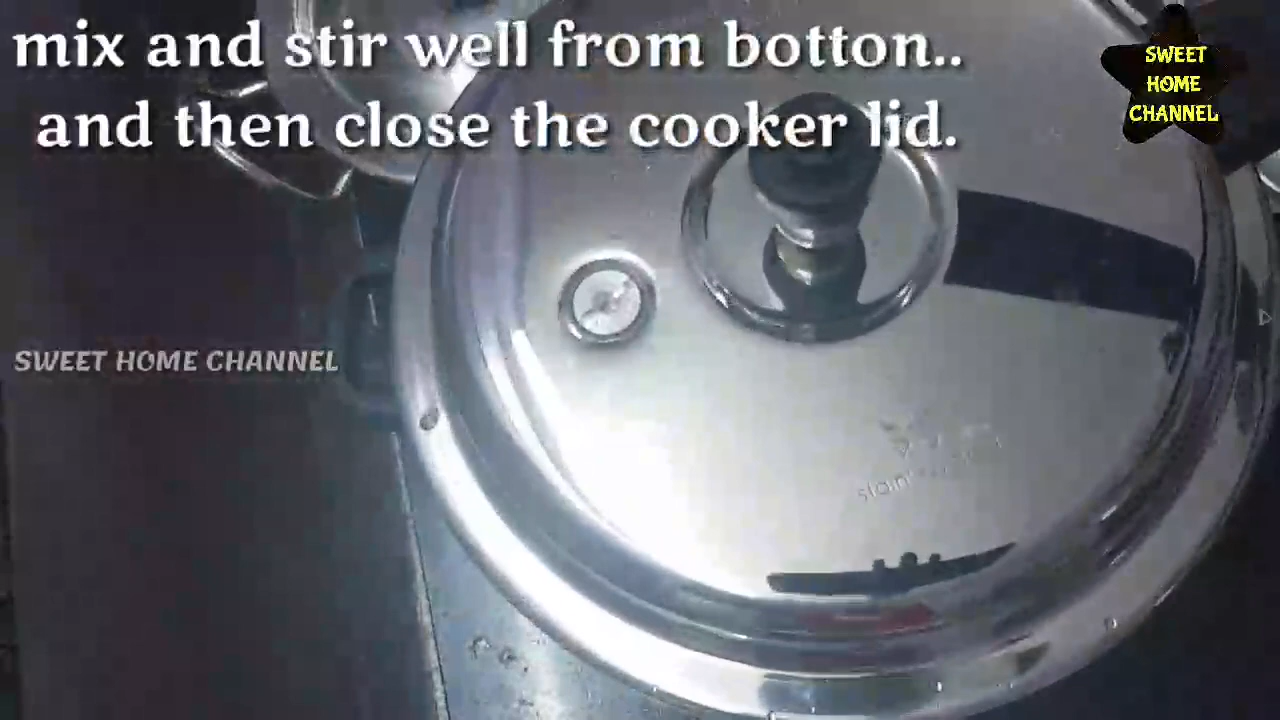 mix and stir well from botton..
and then close the cooker lid.
SWEET
HOME
CHANNEL
SWEET HOME CHANNEL